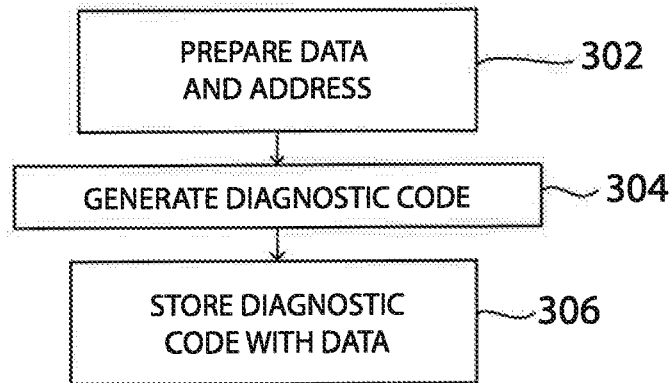 PREPARE DATA
AND ADDRESS
302
GENERATE DIAGNOSTIC CODE
304
STORE DIAGNOSTIC
CODE WITH DATA
306